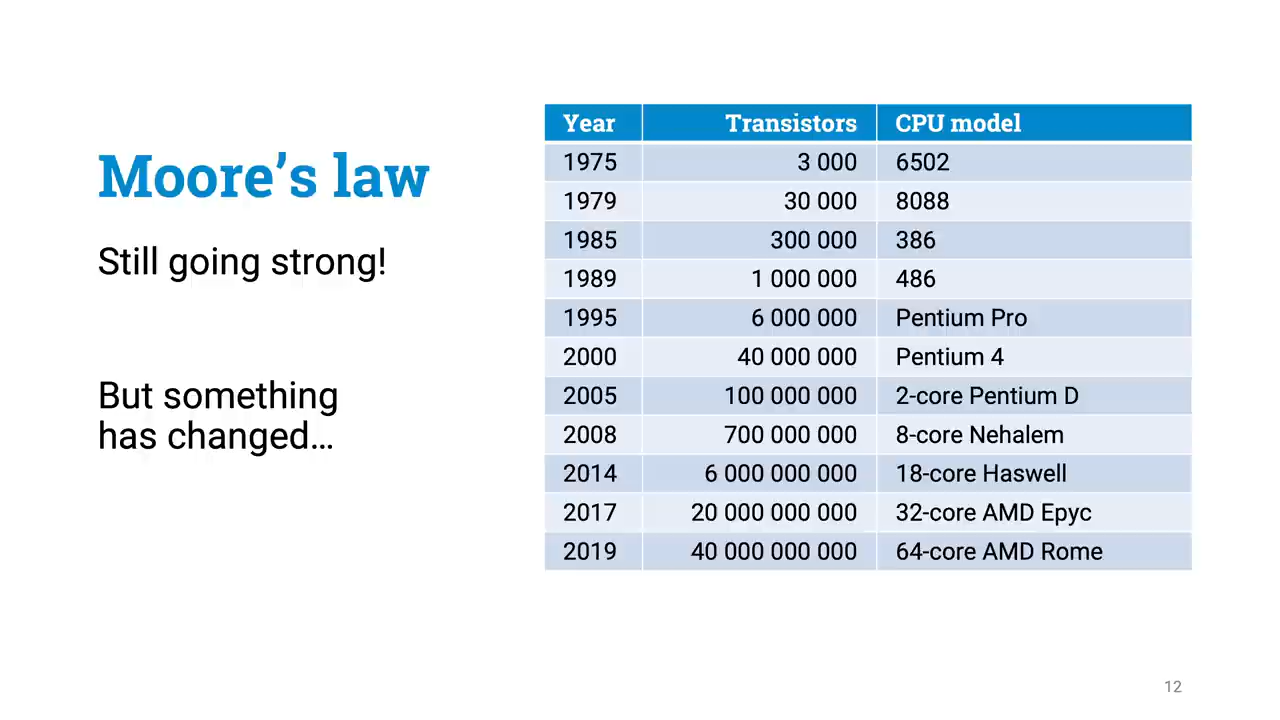 Moore’s law
Still going strong!
But something
has changed…
Year Transistors CPU model
1975 3 000 6502
1979 30 000 8088
1985 300 000 386
1989 1 000 000 486
1995 6 000 000 Pentium Pro
2000 40 000 000 Pentium 4
2005 100 000 000 2-core Pentium D
2008 700 000 000 8-core Nehalem
2014 6 000 000 000 18-core Haswell
2017 20 000 000 000 32-core AMD Epyc
2019 40 000 000 000 64-core AMD Rome
12